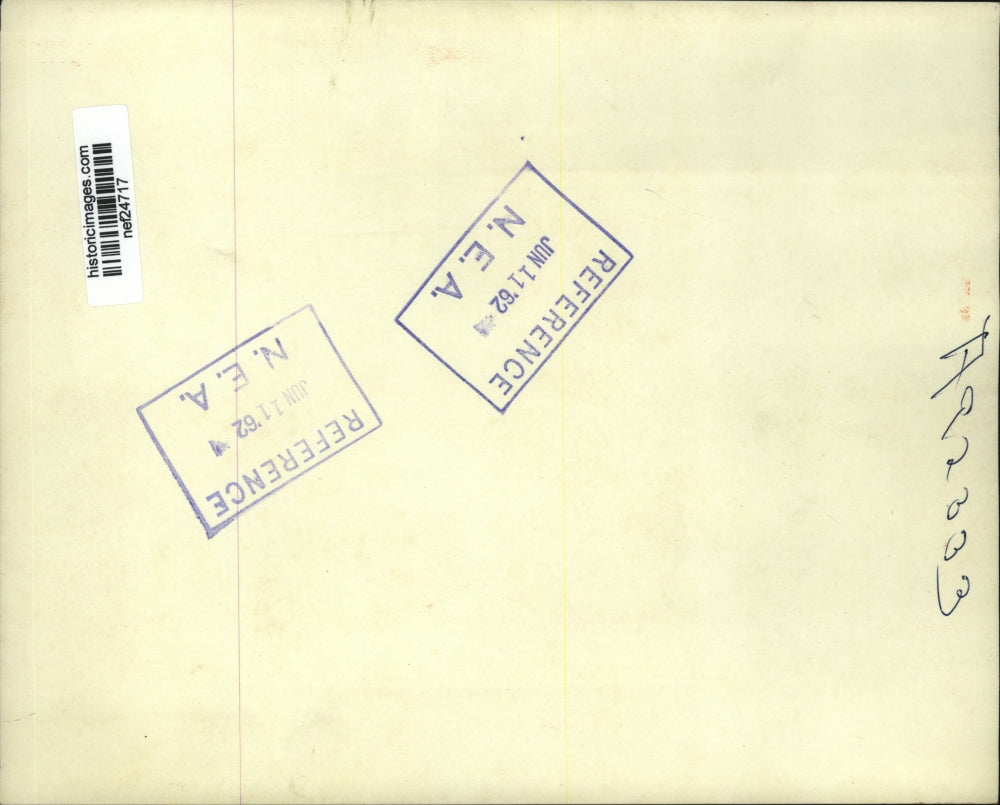 historicimages.com
nef24717
REFERENCE
JUN 11 '62
N. E. A.
REFERENCE
JUN 11 '62
N. E. A.